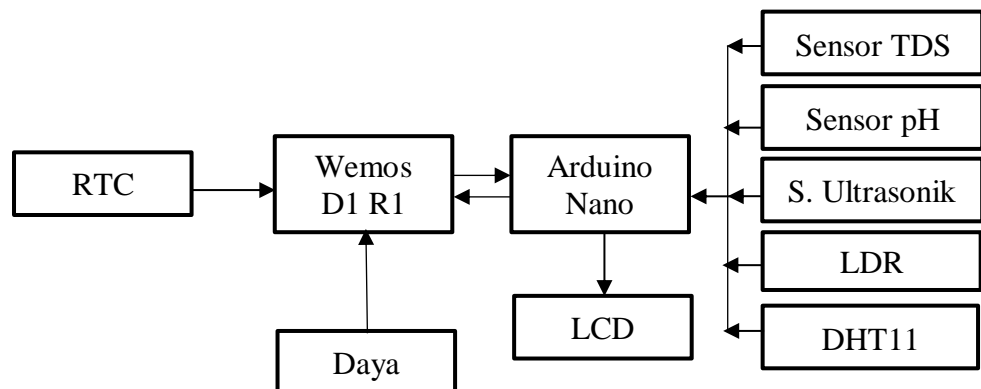 Sensor TDS
Sensor pH
RTC
Wemos
D1 R1
Arduino
Nano
S. Ultrasonik
LDR
LCD
DHT11
Daya